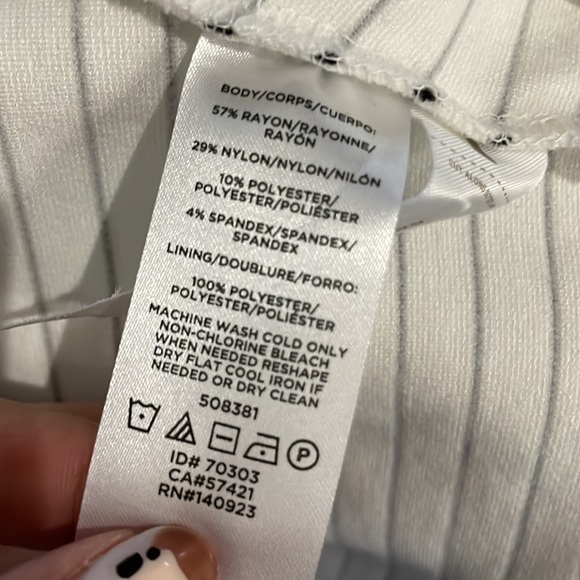 BODY/CORPS/CUERPO:
57% RAYON/RAYONNE/
RAYÓN
29% NYLON/NYLON/NILÓN
10% POLYESTER/
POLYESTER/POLIÉSTER
4% SPANDEX/SPANDEX/
SPANDEX
LINING/DOUBLURE/FORRO:
100% POLYESTER/
POLYESTER/POLIÉSTER
MACHINE WASH COLD ONLY
NON-CHLORINE BLEACH
WHEN NEEDED RESHAPE
DRY FLAT COOL IRON IF
NEEDED OR DRY CLEAN
508381
P
ID# 70303
CA#57421
RN#140923